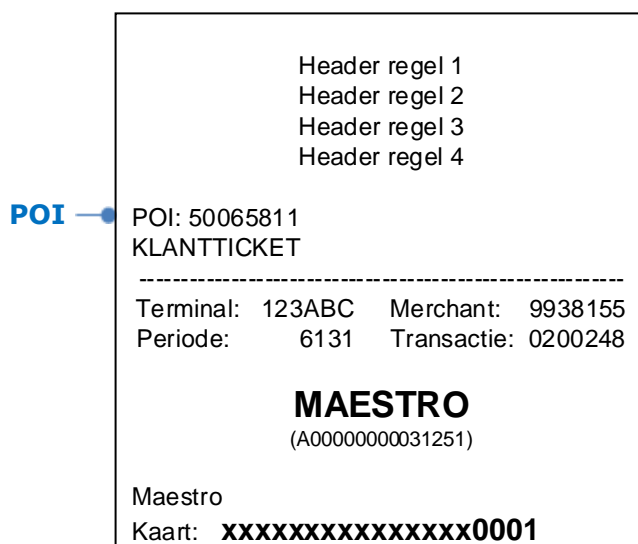 Header regel 1
Header regel 2
Header regel 3
Header regel 4
POI POI: 50065811
KLANTTICKET
------------------------------------------------------------
Terminal: 123ABC Merchant: 9938155
Periode: 6131 Transactie: 0200248
MAESTRO
(A00000000031251)
Maestro
Kaart: xxxxxxxxxxxxxxx0001